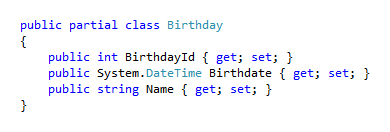 public partial class Birthday
{
    public int BirthdayId { get; set; }
    public System.DateTime Birthdate { get; set; }
    public string Name { get; set; }
}